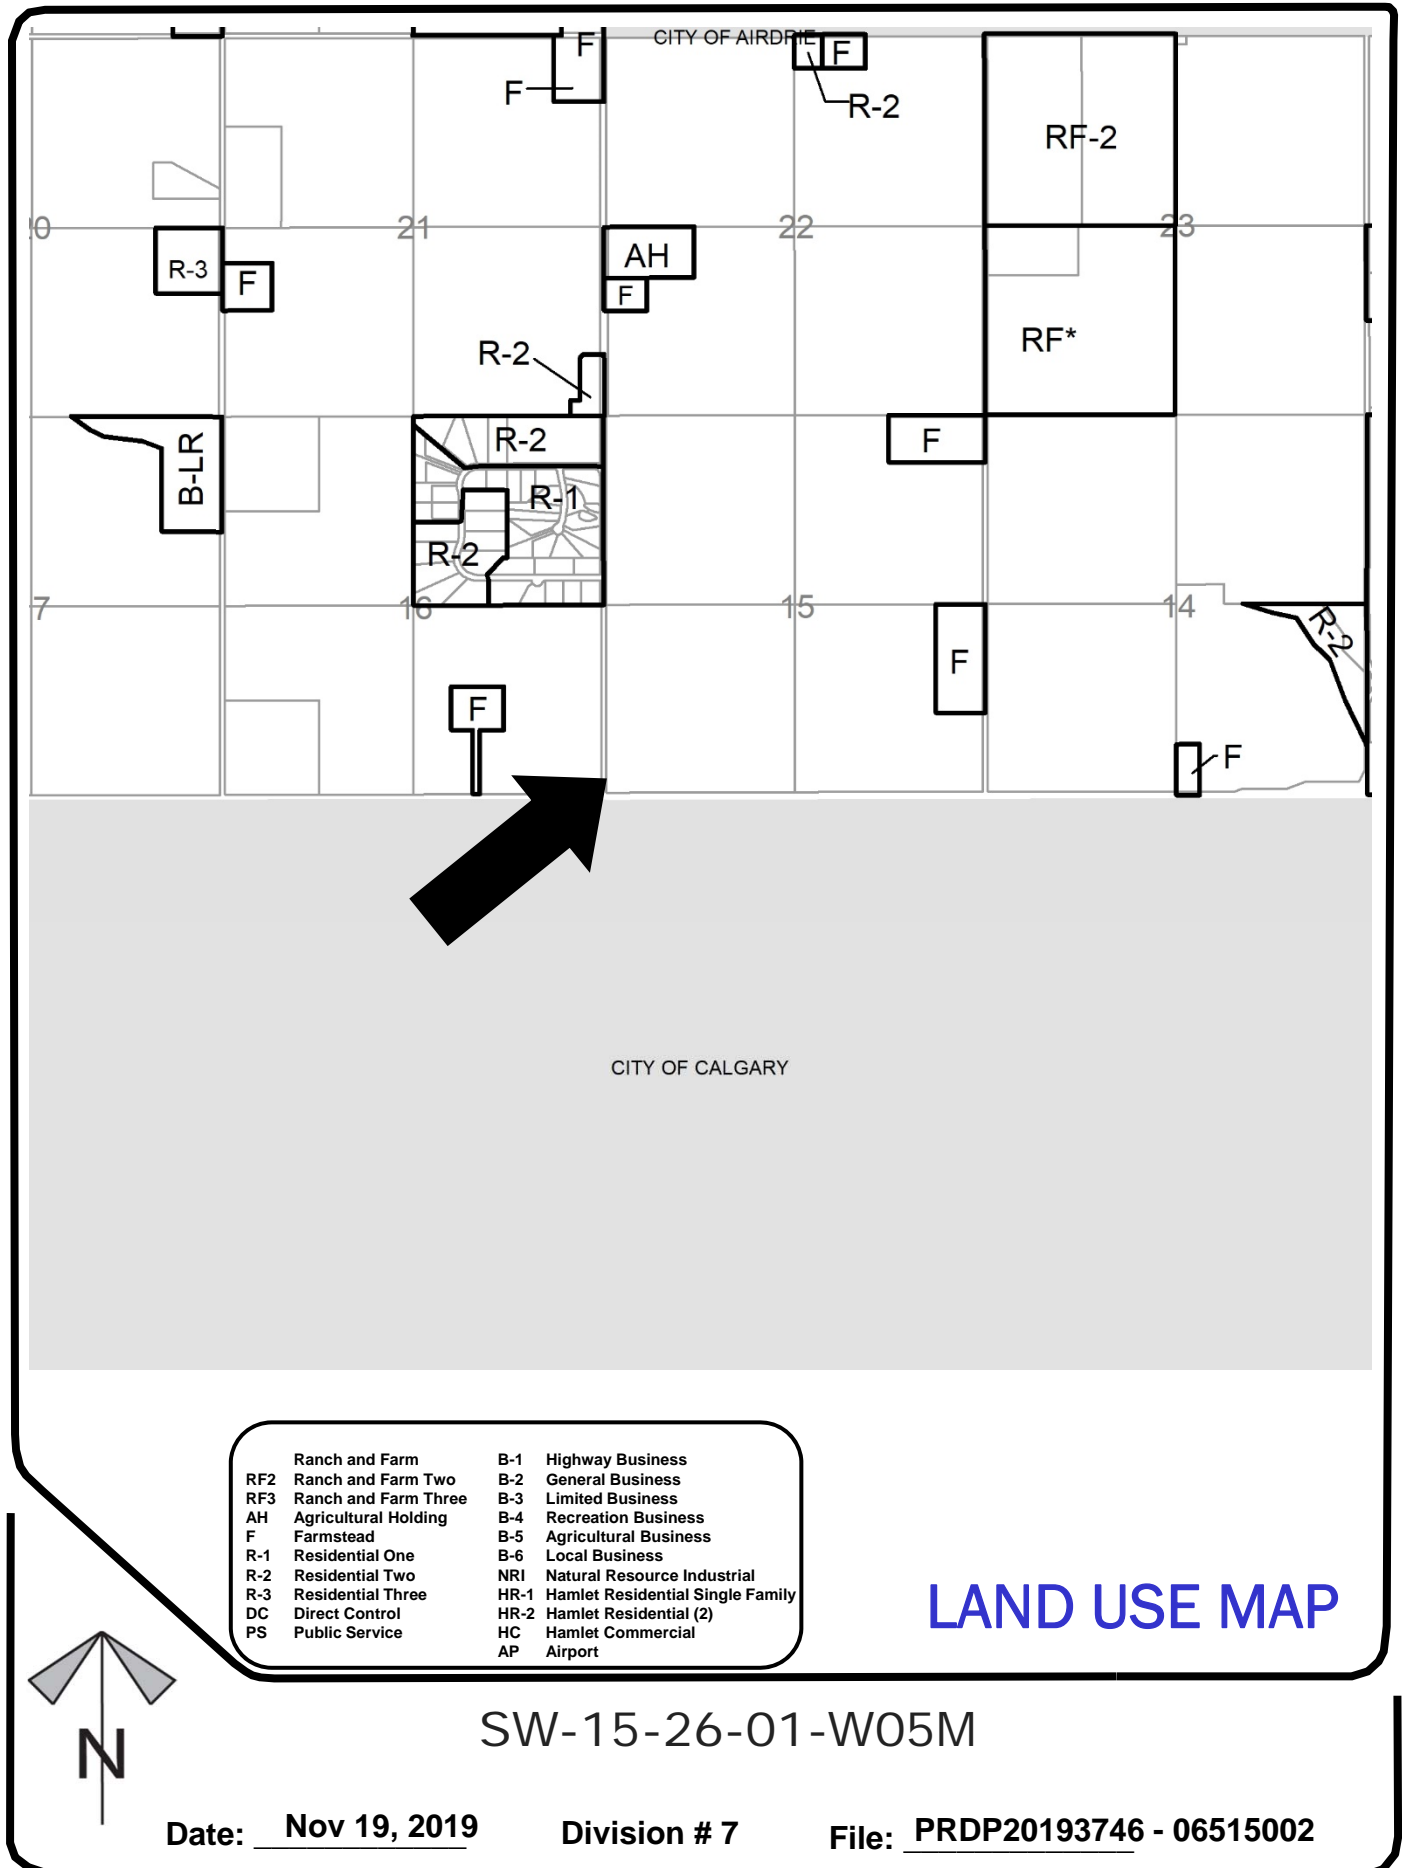 CITY OF AIRDRIE
F
F
F
R-2
RF-2
0
21
22
23
R-3
F
AH
F
RF*
R-2
R-2
F
B-LR
R-1
R-2
7
16
15
14
R-2
F
F
F
CITY OF CALGARY
Ranch and Farm
RF2 Ranch and Farm Two
RF3 Ranch and Farm Three
AH Agricultural Holding
F Farmstead
R-1 Residential One
R-2 Residential Two
R-3 Residential Three
DC Direct Control
PS Public Service
B-1 Highway Business
B-2 General Business
B-3 Limited Business
B-4 Recreation Business
B-5 Agricultural Business
B-6 Local Business
NRI Natural Resource Industrial
HR-1 Hamlet Residential Single Family
HR-2 Hamlet Residential (2)
HC Hamlet Commercial
AP Airport
LAND USE MAP
N
SW-15-26-01-W05M
Date: Nov 19, 2019 Division # 7 File: PRDP20193746 - 06515002